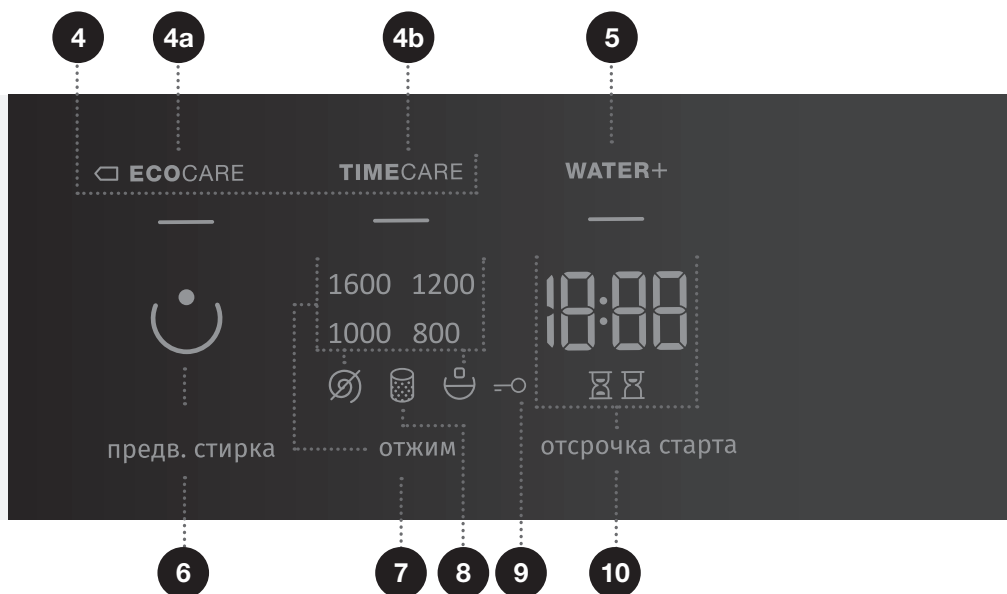 4 4a 4b 5
ECOCARE TIMECARE WATER+
1600 1200 18:88
1000 800
предв. стирка отжим отсрочка старта
6 7 8 9 10